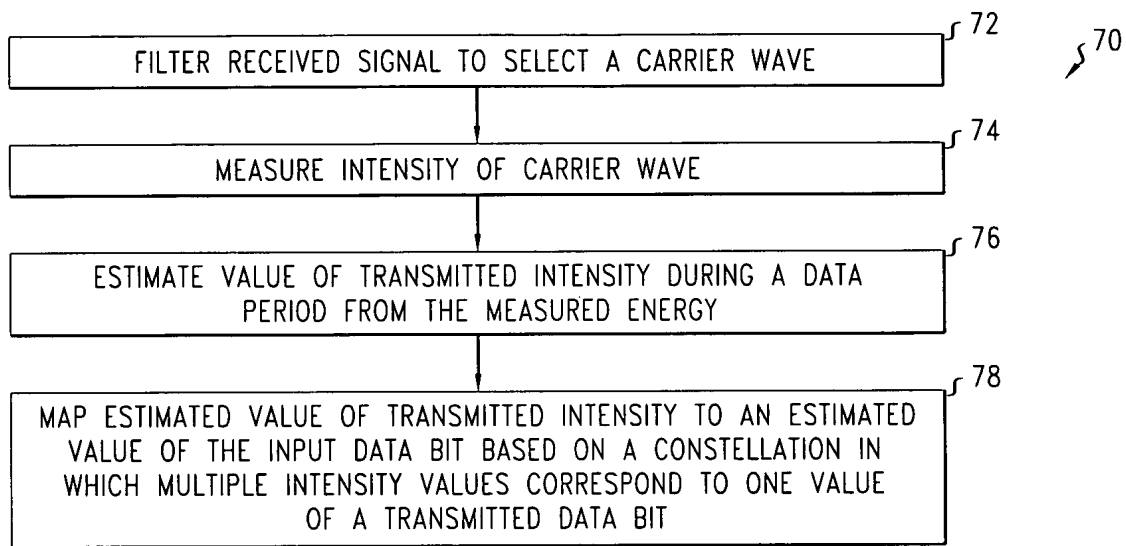 72
70
FILTER RECEIVED SIGNAL TO SELECT A CARRIER WAVE
74
MEASURE INTENSITY OF CARRIER WAVE
76
ESTIMATE VALUE OF TRANSMITTED INTENSITY DURING A DATA
PERIOD FROM THE MEASURED ENERGY
78
MAP ESTIMATED VALUE OF TRANSMITTED INTENSITY TO AN ESTIMATED
VALUE OF THE INPUT DATA BIT BASED ON A CONSTELLATION IN
WHICH MULTIPLE INTENSITY VALUES CORRESPOND TO ONE VALUE
OF A TRANSMITTED DATA BIT